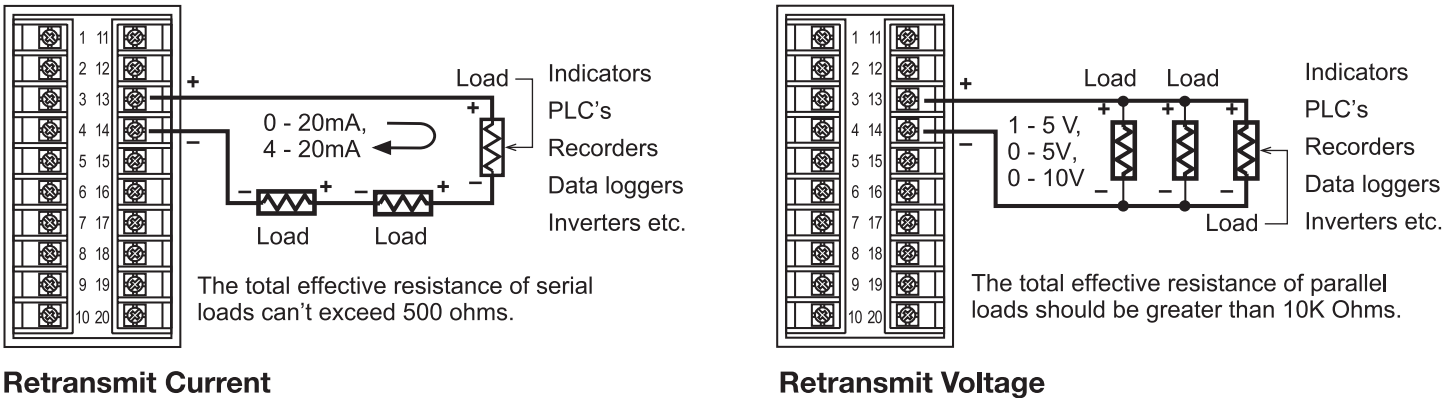 1 11
2 12
3 13
4 14
5 15
6 16
7 17
8 18
9 19
10 20
+
−
0 - 20mA,
4 - 20mA
Load
+
−
− +
Load
− +
Load
Indicators
PLC's
Recorders
Data loggers
Inverters etc.
The total effective resistance of serial
loads can't exceed 500 ohms.
Retransmit Current
1 11
2 12
3 13
4 14
5 15
6 16
7 17
8 18
9 19
10 20
+
−
1 - 5 V,
0 - 5V,
0 - 10V
Load Load
+ + +
− − −
Load
Indicators
PLC's
Recorders
Data loggers
Inverters etc.
The total effective resistance of parallel
loads should be greater than 10K Ohms.
Retransmit Voltage